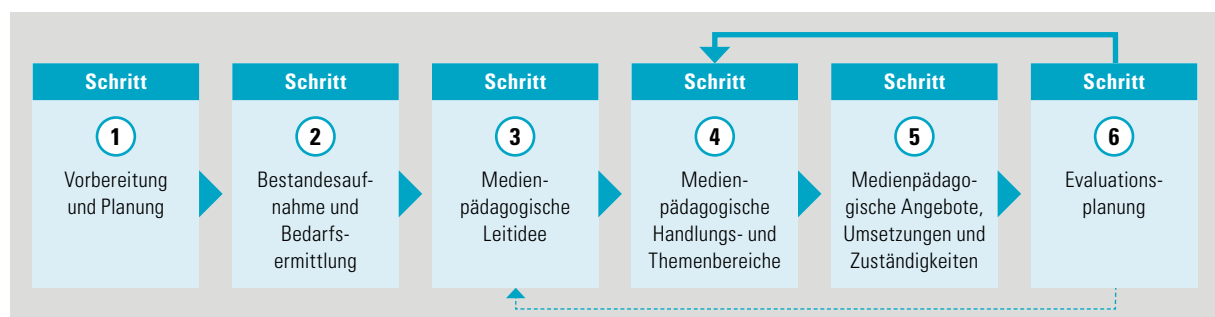 Schritt
1
Vorbereitung
und Planung
Schritt
2
Bestandesauf-
nahme und
Bedarfs-
ermittlung
Schritt
3
Medien-
pädagogische
Leitidee
Schritt
4
Medien-
pädagogische
Handlungs- und
Themenbereiche
Schritt
5
Medienpädago-
gische Angebote,
Umsetzungen und
Zuständigkeiten
Schritt
6
Evaluations-
planung